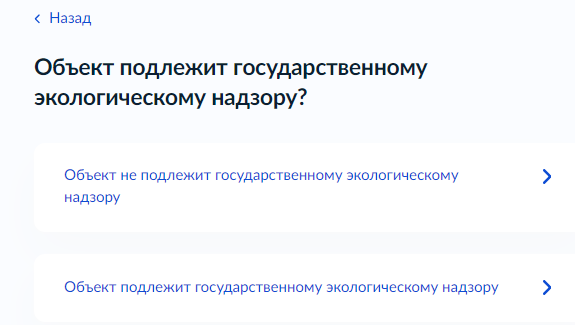 Назад
Объект подлежит государственному
экологическому надзору?
Объект не подлежит государственному экологическому
надзору
Объект подлежит государственному экологическому надзору